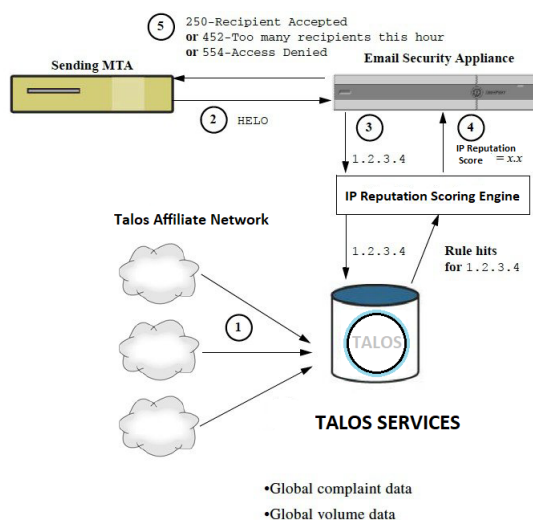 5
250-Recipient Accepted
or 452-Too many recipients this hour
or 554-Access Denied
Sending MTA
Email Security Appliance
2
HELO
3
4
1.2.3.4
IP Reputation
Score = x.x
IP Reputation Scoring Engine
Talos Affiliate Network
1.2.3.4
Rule hits
for 1.2.3.4
1
TALOS
TALOS SERVICES
•Global complaint data
•Global volume data